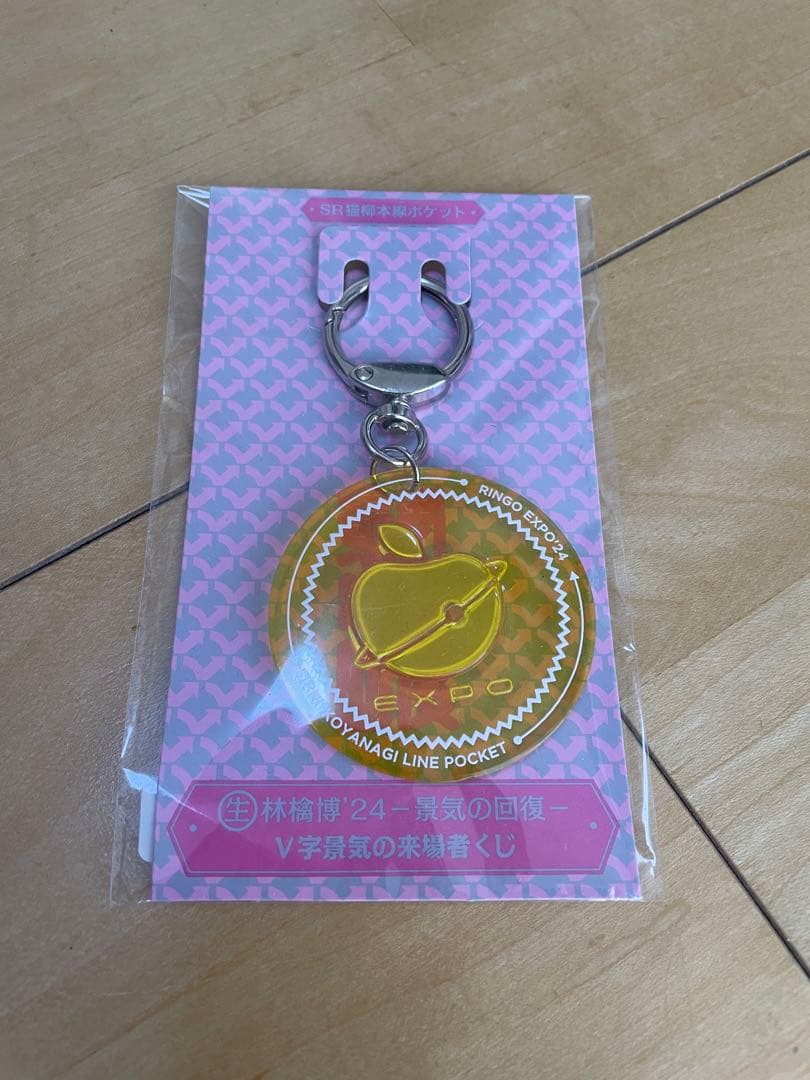 ・SR猫柳本線ポケット・
RINGO EXPO'24
EXPO
KOYANAGI LINE POCKET
㊗林檎博'24－景気の回復－
V字景気の来場者くじ